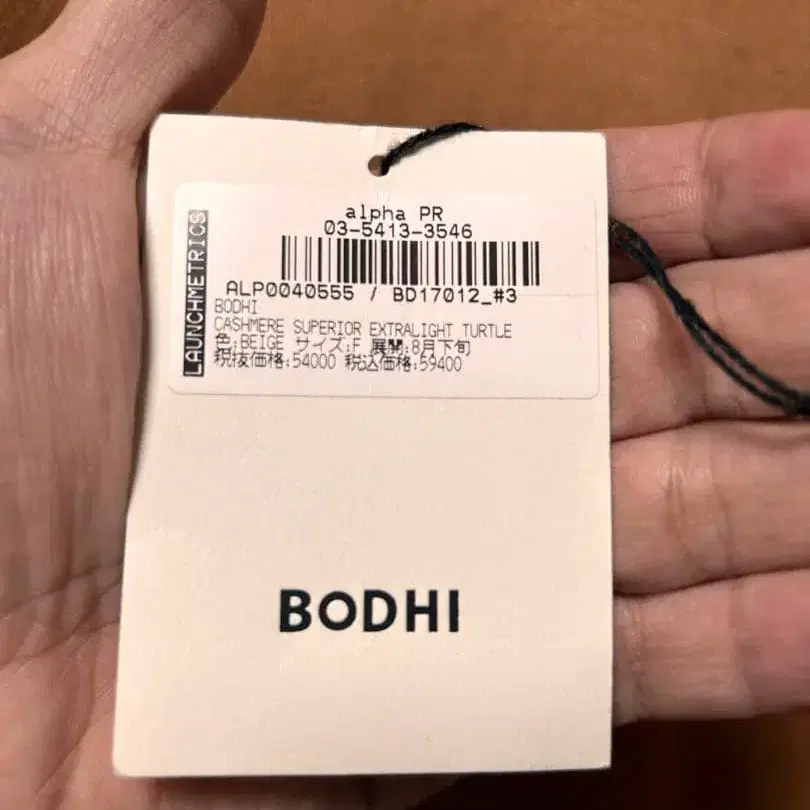 LAUNCHMETRICS
alpha PR
03-5413-3546
ALP0040555 / BD17012_#3
BODHI
CASHMERE SUPERIOR EXTRALIGHT TURTLE
色:BEIGE サイズ:F 展開:8月下旬
税抜価格:54000 税込価格:59400
BODHI